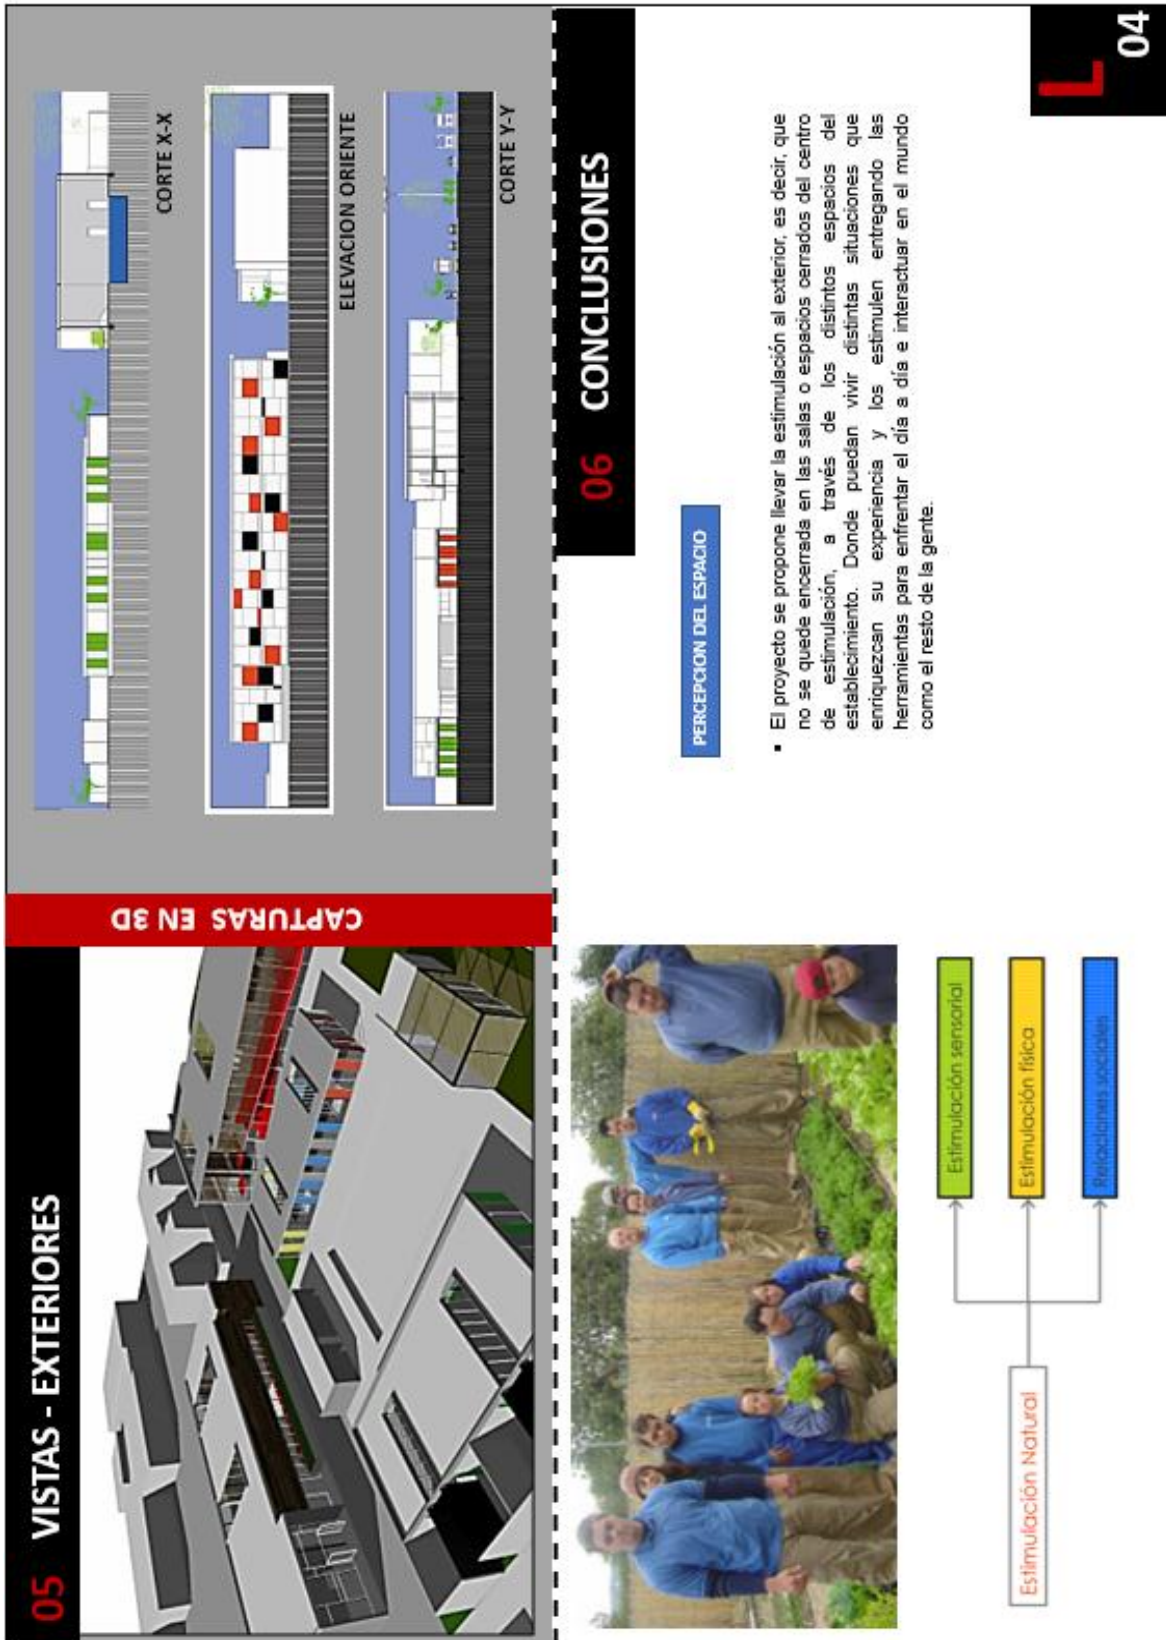 05 VISTAS - EXTERIORES
CAPTURAS EN 3D
CORTE X-X
ELEVACION ORIENTE
CORTE Y-Y
06 CONCLUSIONES
PERCEPCION DEL ESPACIO
▪ El proyecto se propone llevar la estimulación al exterior, es decir, que
no se quede encerrada en las salas o espacios cerrados del centro
de estimulación, a través de los distintos espacios del
establecimiento. Donde puedan vivir distintas situaciones que
enriquezcan su experiencia y los estimulen entregando las
herramientas para enfrentar el día a día e interactuar en el mundo
como el resto de la gente.
Estimulación Natural
Estimulación sensorial
Estimulación física
Relaciones sociales
L
04